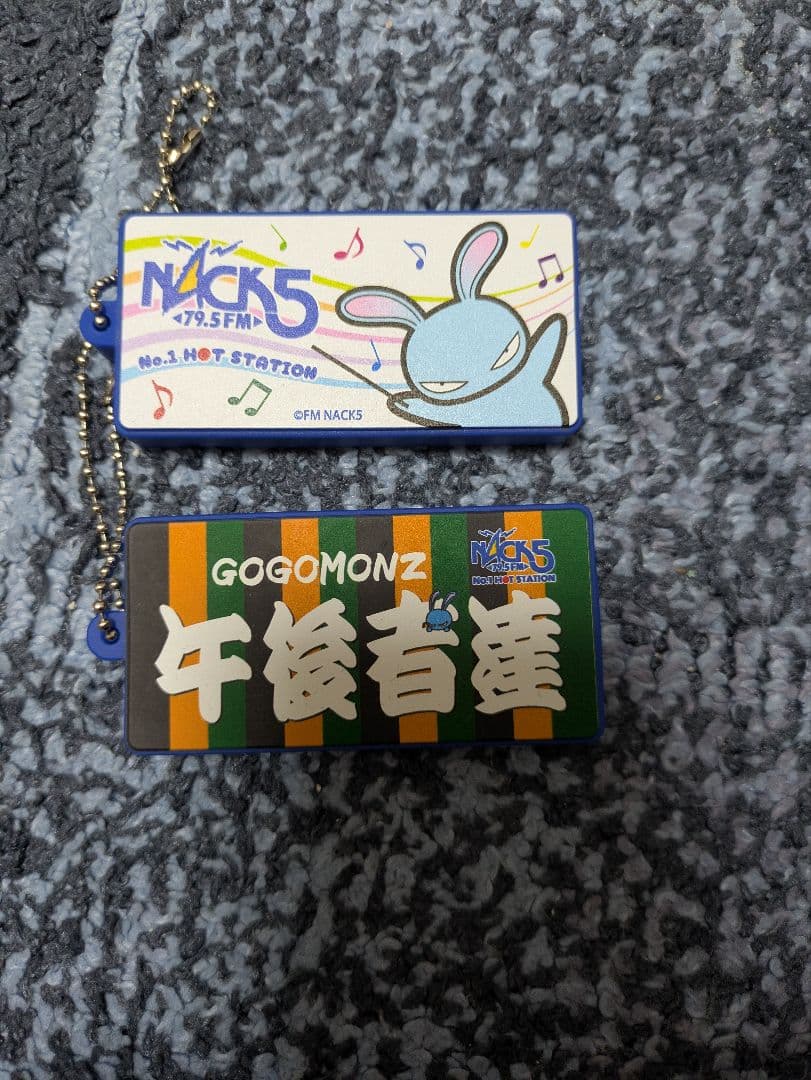 NACK5
79.5FM
No.1 HOT STATION
©FM NACK5
GOGOMONZ
NACK5
79.5FM
No.1 HOT STATION
午後者達